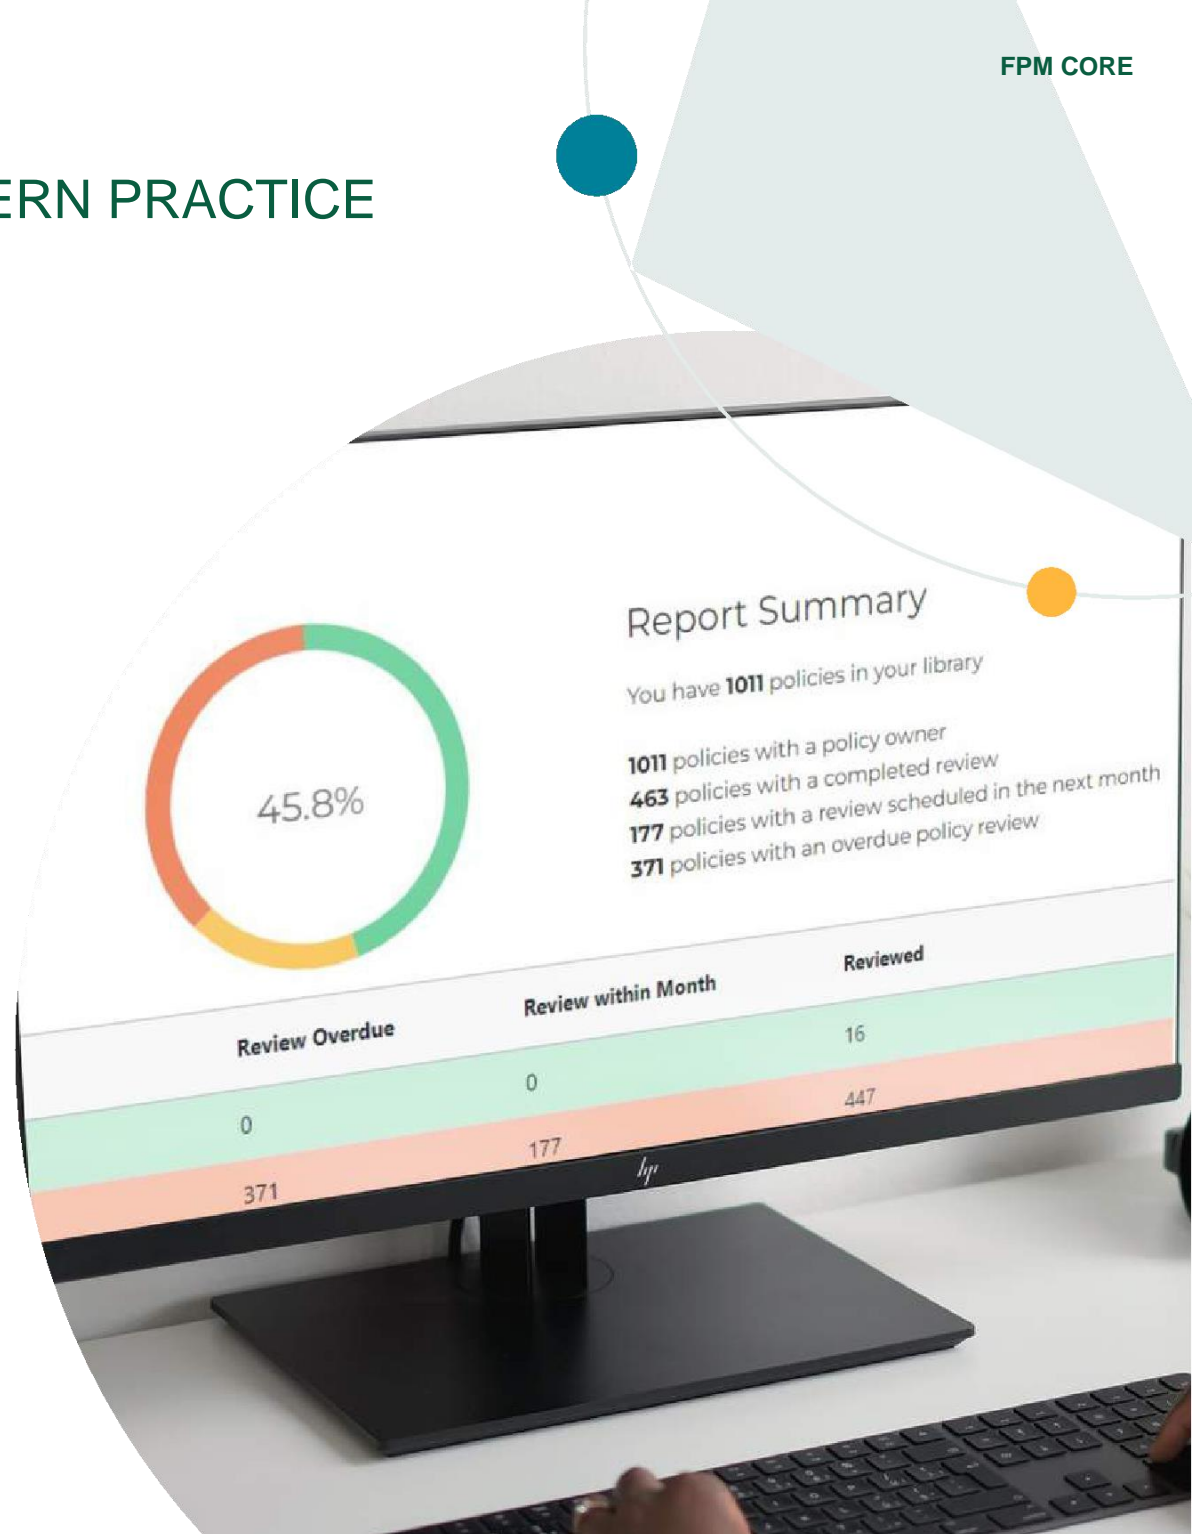 FPM CORE
ERN PRACTICE
Report Summary
You have 1011 policies in your library
1011 policies with a policy owner
463 policies with a completed review
177 policies with a review scheduled in the next month
371 policies with an overdue policy review
45.8%
Review Overdue Review within Month Reviewed
0 0 16
371 177 447
hp